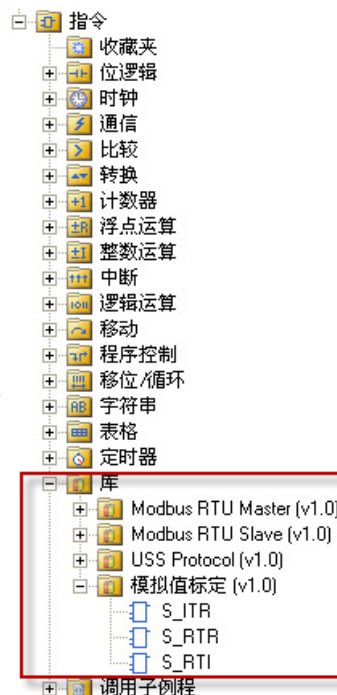 指令
收藏夹
位逻辑
时钟
通信
比较
转换
计数器
浮点运算
整数运算
中断
逻辑运算
移动
程序控制
移位/循环
字符串
表格
定时器
库
Modbus RTU Master (v1.0)
Modbus RTU Slave (v1.0)
USS Protocol (v1.0)
模拟值标定 (v1.0)
S_ITR
S_RTR
S_RTI
调用子例程